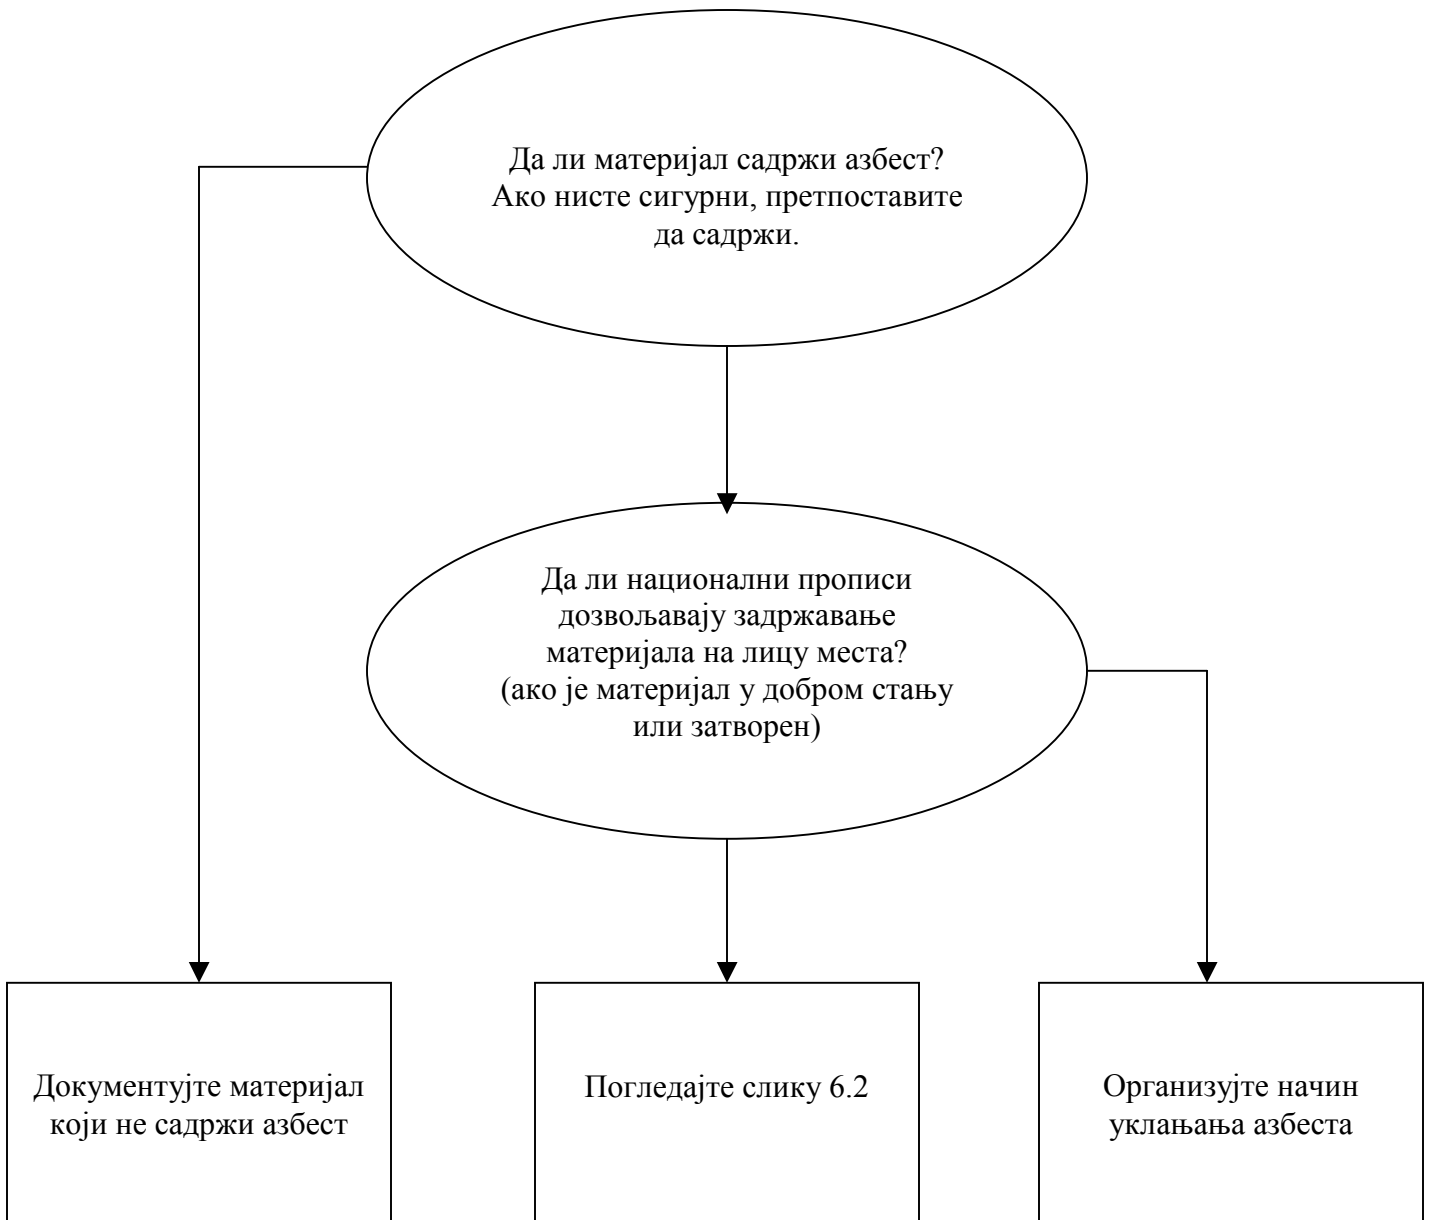 Да ли материјал садржи азбест?
Ако нисте сигурни, претпоставите
да садржи.
Да ли национални прописи
дозвољавају задржавање
материјала на лицу места?
(ако је материјал у добром стању
или затворен)
Документујте материјал
који не садржи азбест
Погледајте слику 6.2
Организујте начин
уклањања азбеста